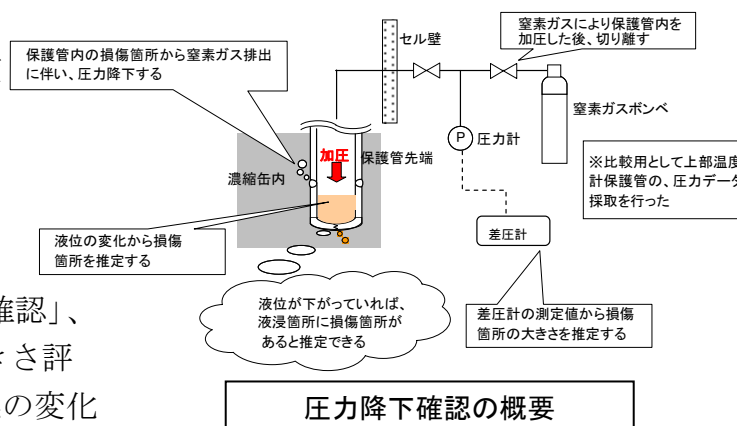 保護管内の損傷箇所から窒素ガス排出
に伴い、圧力降下する
セル壁
窒素ガスにより保護管内を
加圧した後、切り離す
窒素ガスボンベ
P
圧力計
加圧
保護管先端
濃縮缶内
※比較用として上部温度
計保護管の、圧力データ
採取を行った
液位の変化から損傷
箇所を推定する
差圧計
液位が下がっていれば、
液浸箇所に損傷箇所が
あると推定できる
差圧計の測定値から損傷
箇所の大きさを推定する
確認」、
さ評
の変化
圧力降下確認の概要